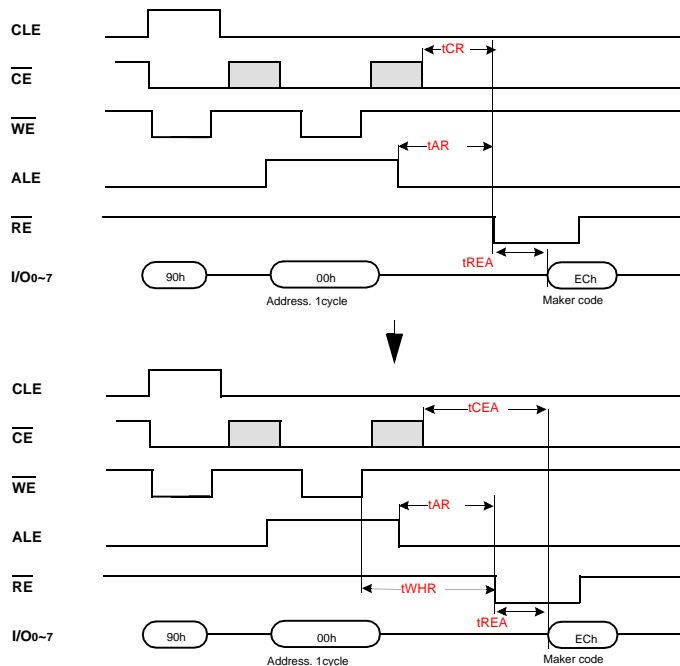 CLE
tCR
CE
WE
tAR
ALE
RE
tREA
I/O0~7
90h
00h
ECh
Address. 1cycle
Maker code
CLE
tCEA
CE
WE
tAR
ALE
RE
tWHR
tREA
I/O0~7
90h
00h
ECh
Address. 1cycle
Maker code